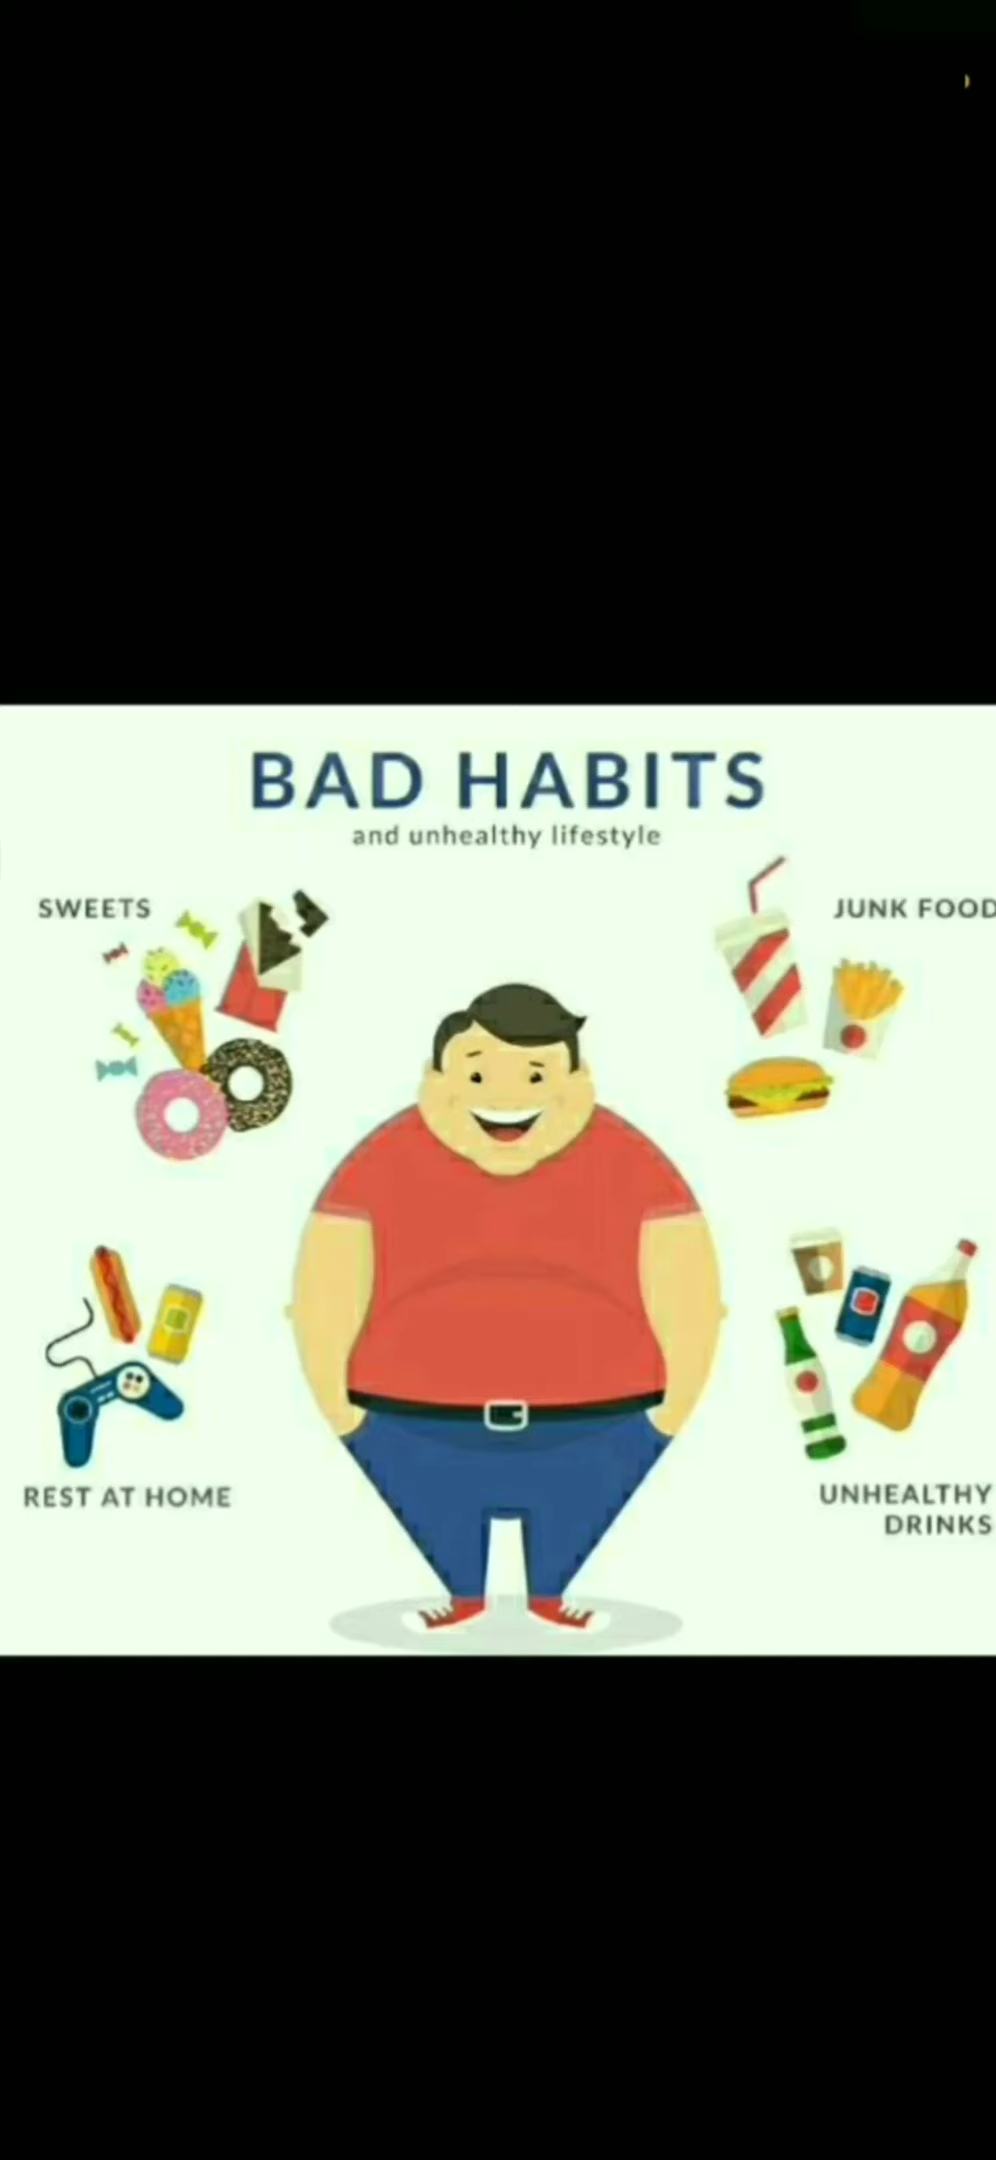 BAD HABITS
and unhealthy lifestyle
SWEETS
JUNK FOOD
REST AT HOME
UNHEALTHY
DRINKS